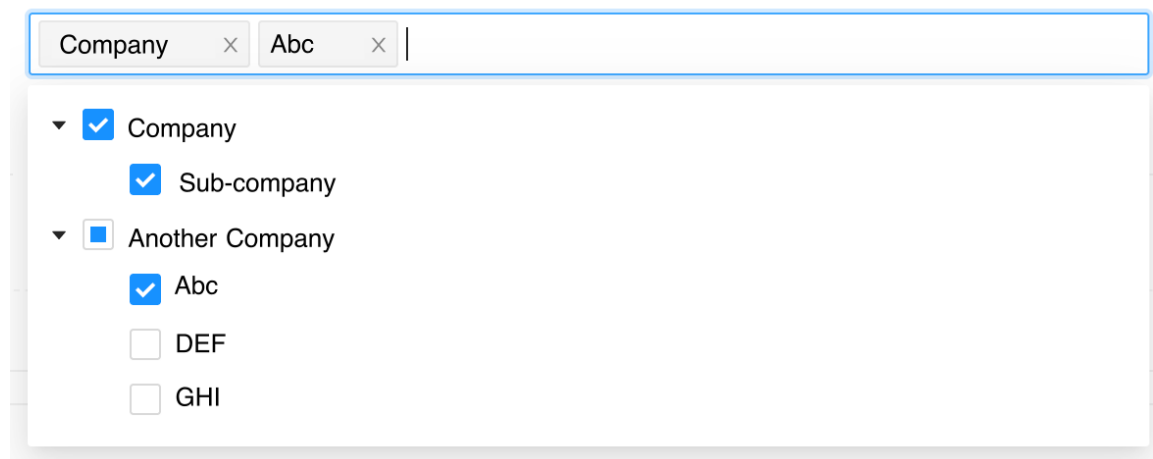 Company Abc
Company
Sub-company
Another Company
Abc
DEF
GHI